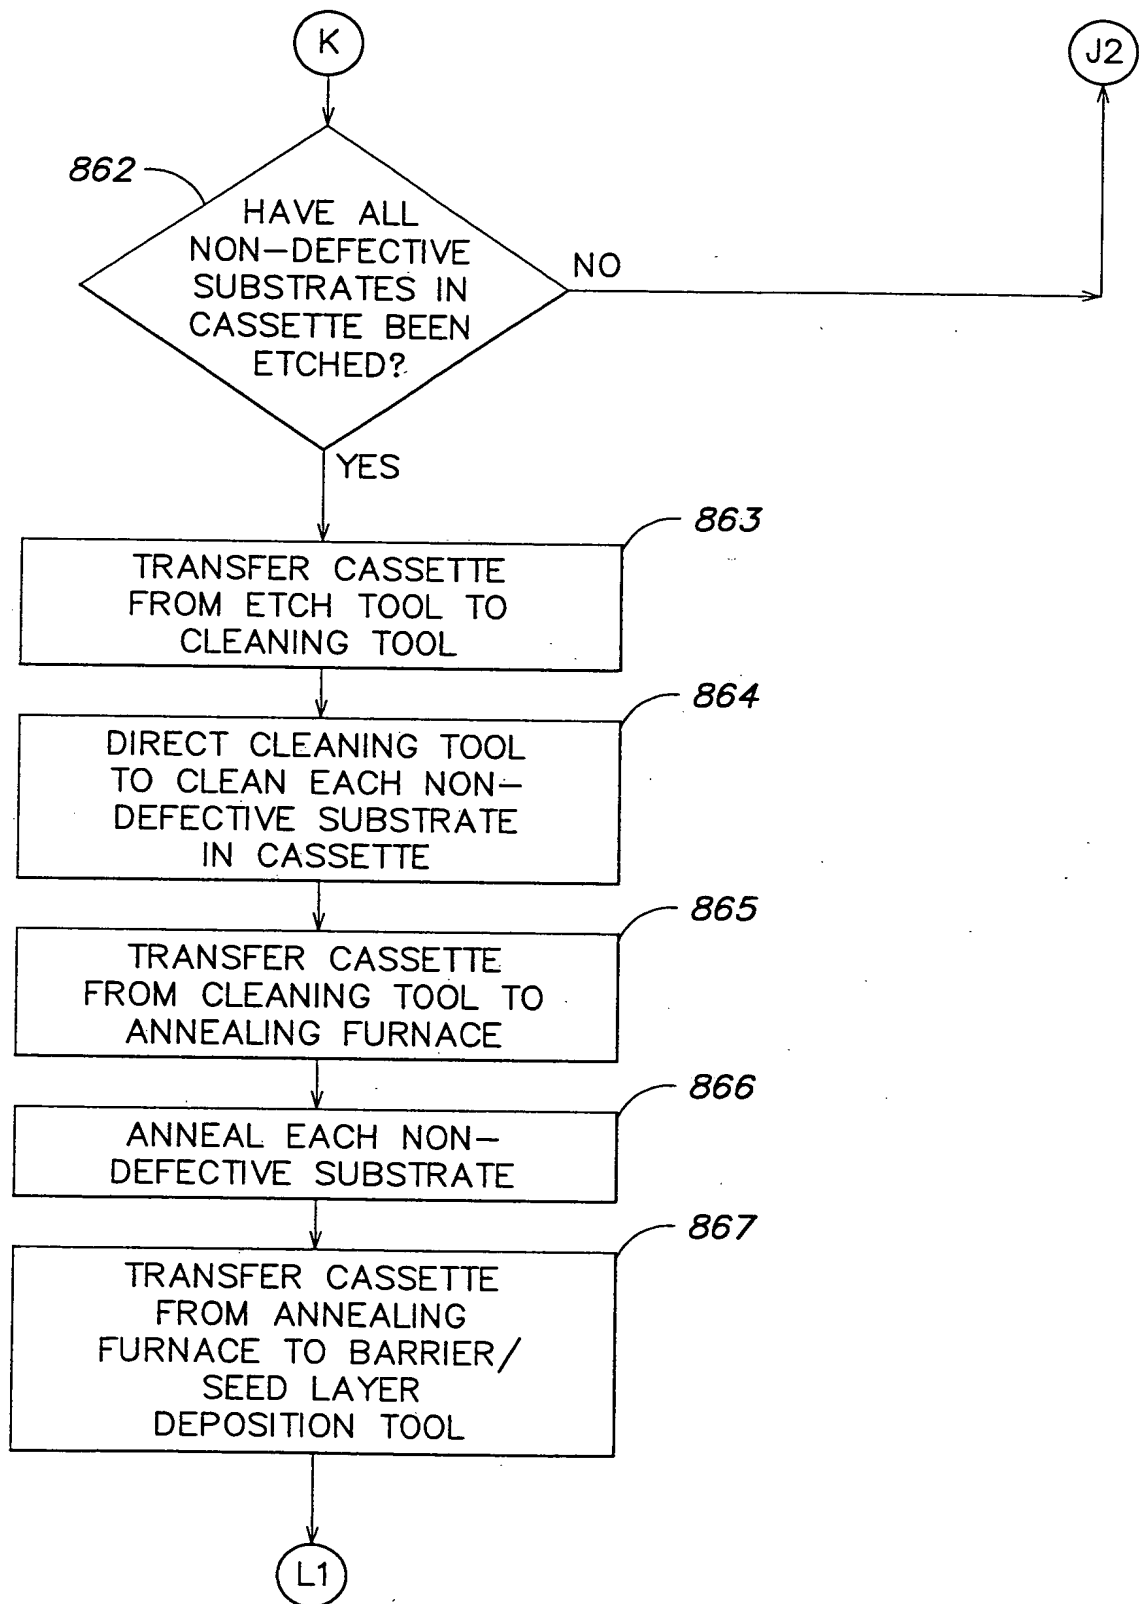 K
J2
862
HAVE ALL
NON-DEFECTIVE
SUBSTRATES IN
CASSETTE BEEN
ETCHED?
NO
YES
863
TRANSFER CASSETTE
FROM ETCH TOOL TO
CLEANING TOOL
864
DIRECT CLEANING TOOL
TO CLEAN EACH NON-
DEFECTIVE SUBSTRATE
IN CASSETTE
865
TRANSFER CASSETTE
FROM CLEANING TOOL TO
ANNEALING FURNACE
866
ANNEAL EACH NON-
DEFECTIVE SUBSTRATE
867
TRANSFER CASSETTE
FROM ANNEALING
FURNACE TO BARRIER/
SEED LAYER
DEPOSITION TOOL
L1